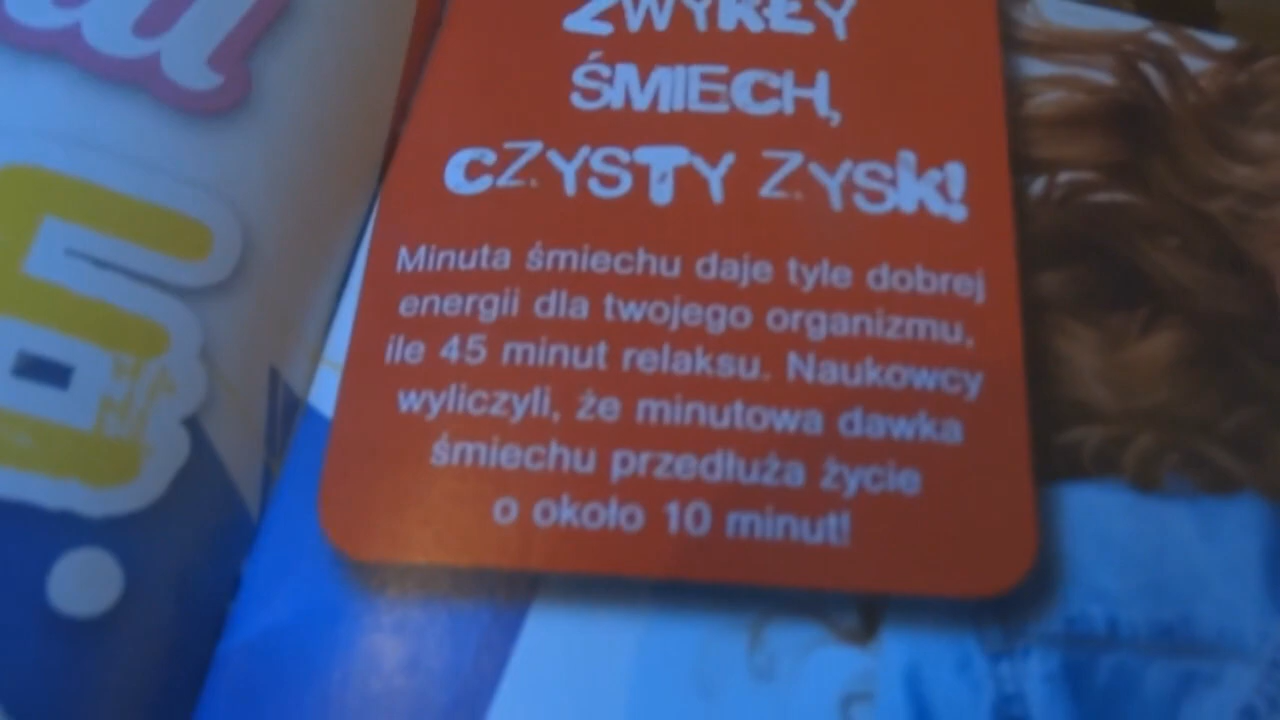 ZWYKŁY
ŚMIECH,
CZYSTY ZYSK!
Minuta śmiechu daje tyle dobrej
energii dla twojego organizmu,
ile 45 minut relaksu. Naukowcy
wyliczyli, że minutowa dawka
śmiechu przedłuża życie
o około 10 minut!